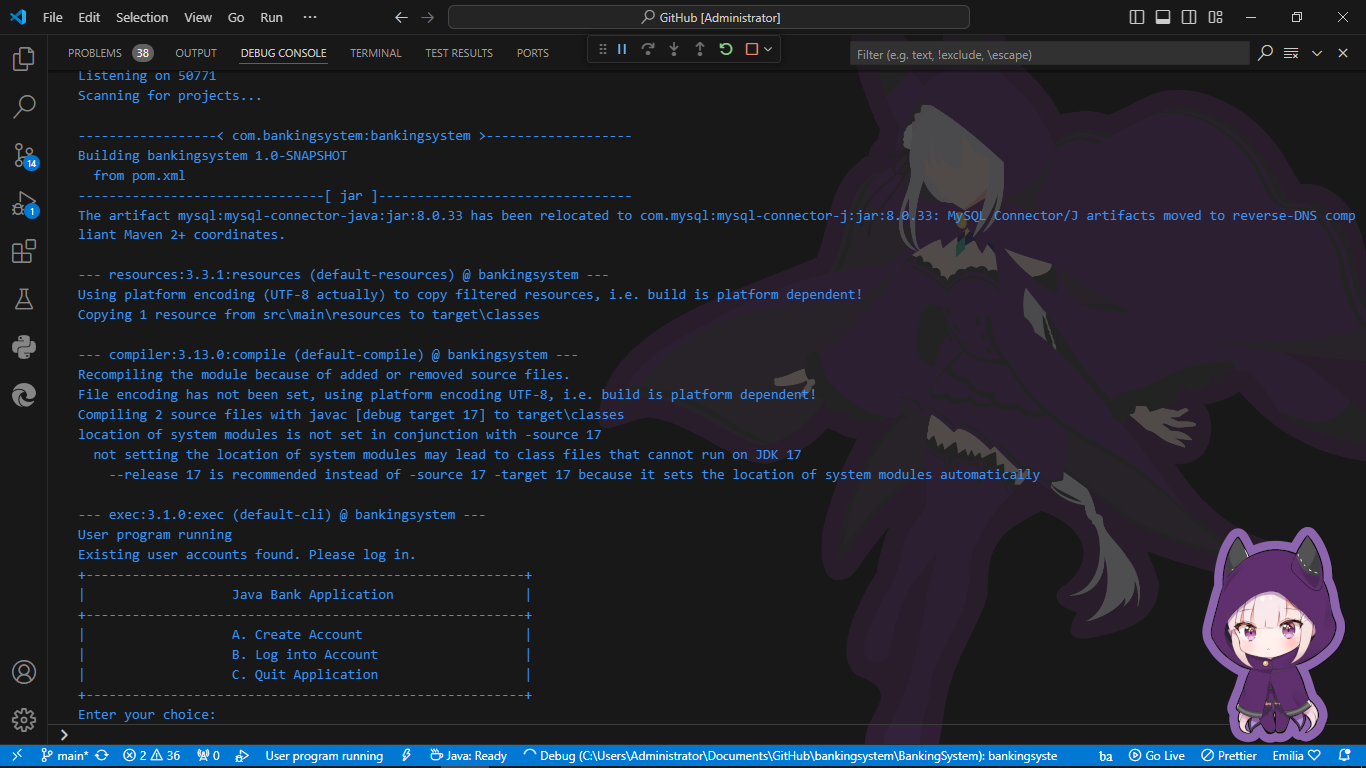 File Edit Selection View Go Run ··· GitHub [Administrator]
PROBLEMS 38 OUTPUT DEBUG CONSOLE TERMINAL TEST RESULTS PORTS Filter (e.g. text, !exclude, \escape)
Listening on 50771
Scanning for projects...
------------------< com.bankingsystem:bankingsystem >-------------------
Building bankingsystem 1.0-SNAPSHOT
from pom.xml
--------------------------------[ jar ]---------------------------------
The artifact mysql:mysql-connector-java:jar:8.0.33 has been relocated to com.mysql:mysql-connector-j:jar:8.0.33: MySQL Connector/J artifacts moved to reverse-DNS comp
liant Maven 2+ coordinates.
--- resources:3.3.1:resources (default-resources) @ bankingsystem ---
Using platform encoding (UTF-8 actually) to copy filtered resources, i.e. build is platform dependent!
Copying 1 resource from src\main\resources to target\classes
--- compiler:3.13.0:compile (default-compile) @ bankingsystem ---
Recompiling the module because of added or removed source files.
File encoding has not been set, using platform encoding UTF-8, i.e. build is platform dependent!
Compiling 2 source files with javac [debug target 17] to target\classes
location of system modules is not set in conjunction with -source 17
not setting the location of system modules may lead to class files that cannot run on JDK 17
--release 17 is recommended instead of -source 17 -target 17 because it sets the location of system modules automatically
--- exec:3.1.0:exec (default-cli) @ bankingsystem ---
User program running
Existing user accounts found. Please log in.
+---------------------------------------------------------+
| Java Bank Application |
+---------------------------------------------------------+
| A. Create Account |
| B. Log into Account |
| C. Quit Application |
+---------------------------------------------------------+
Enter your choice:
14
1
main* 2 36 0 User program running Java: Ready Debug (C:\Users\Administrator\Documents\GitHub\bankingsystem\BankingSystem): bankingsyste ba Go Live Prettier Emilia